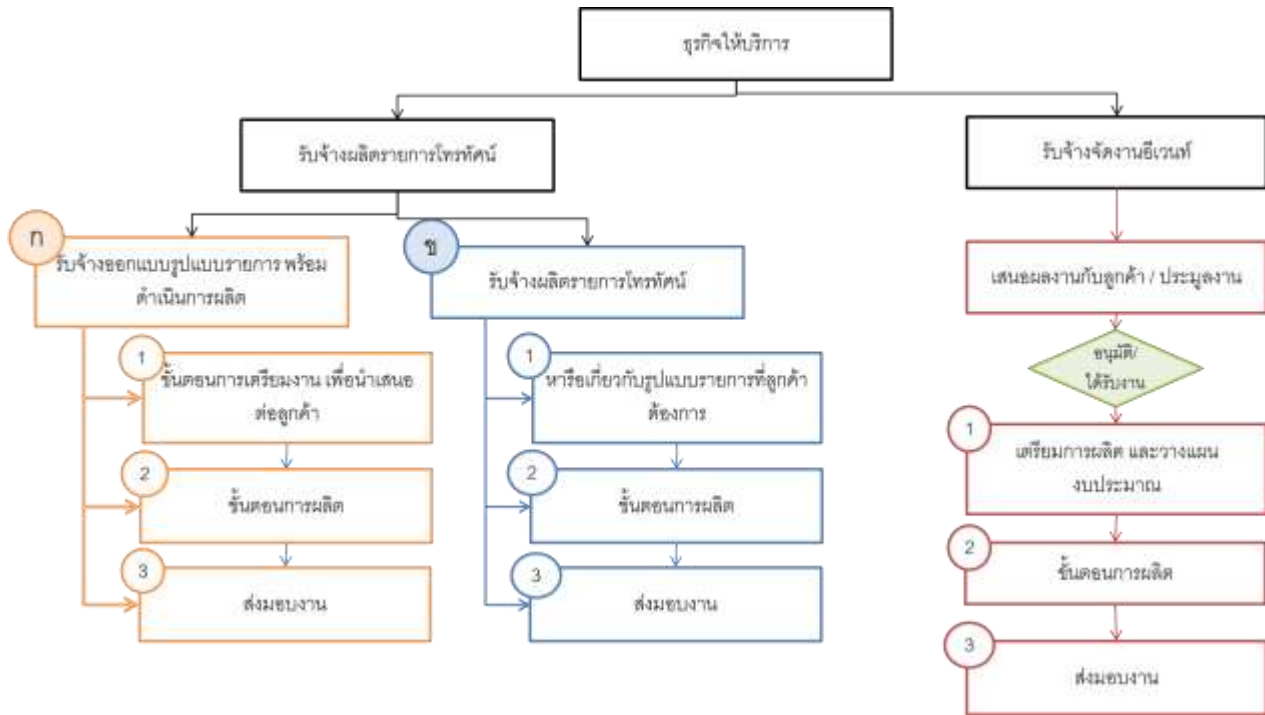 ธุรกิจให้บริการ
รับจ้างผลิตรายการโทรทัศน์
รับจ้างจัดงานอีเวนท์
ก
รับจ้างออกแบบรูปแบบรายการ พร้อม
ดำเนินการผลิต
1
ขั้นตอนการเตรียมงาน เพื่อนำเสนอ
ต่อลูกค้า
2
ขั้นตอนการผลิต
3
ส่งมอบงาน
ข
รับจ้างผลิตรายการโทรทัศน์
1
หารือเกี่ยวกับรูปแบบรายการที่ลูกค้า
ต้องการ
2
ขั้นตอนการผลิต
3
ส่งมอบงาน
เสนอผลงานกับลูกค้า / ประมูลงาน
อนุมัติ/
ได้รับงาน
1
เตรียมการผลิต และวางแผน
งบประมาณ
2
ขั้นตอนการผลิต
3
ส่งมอบงาน